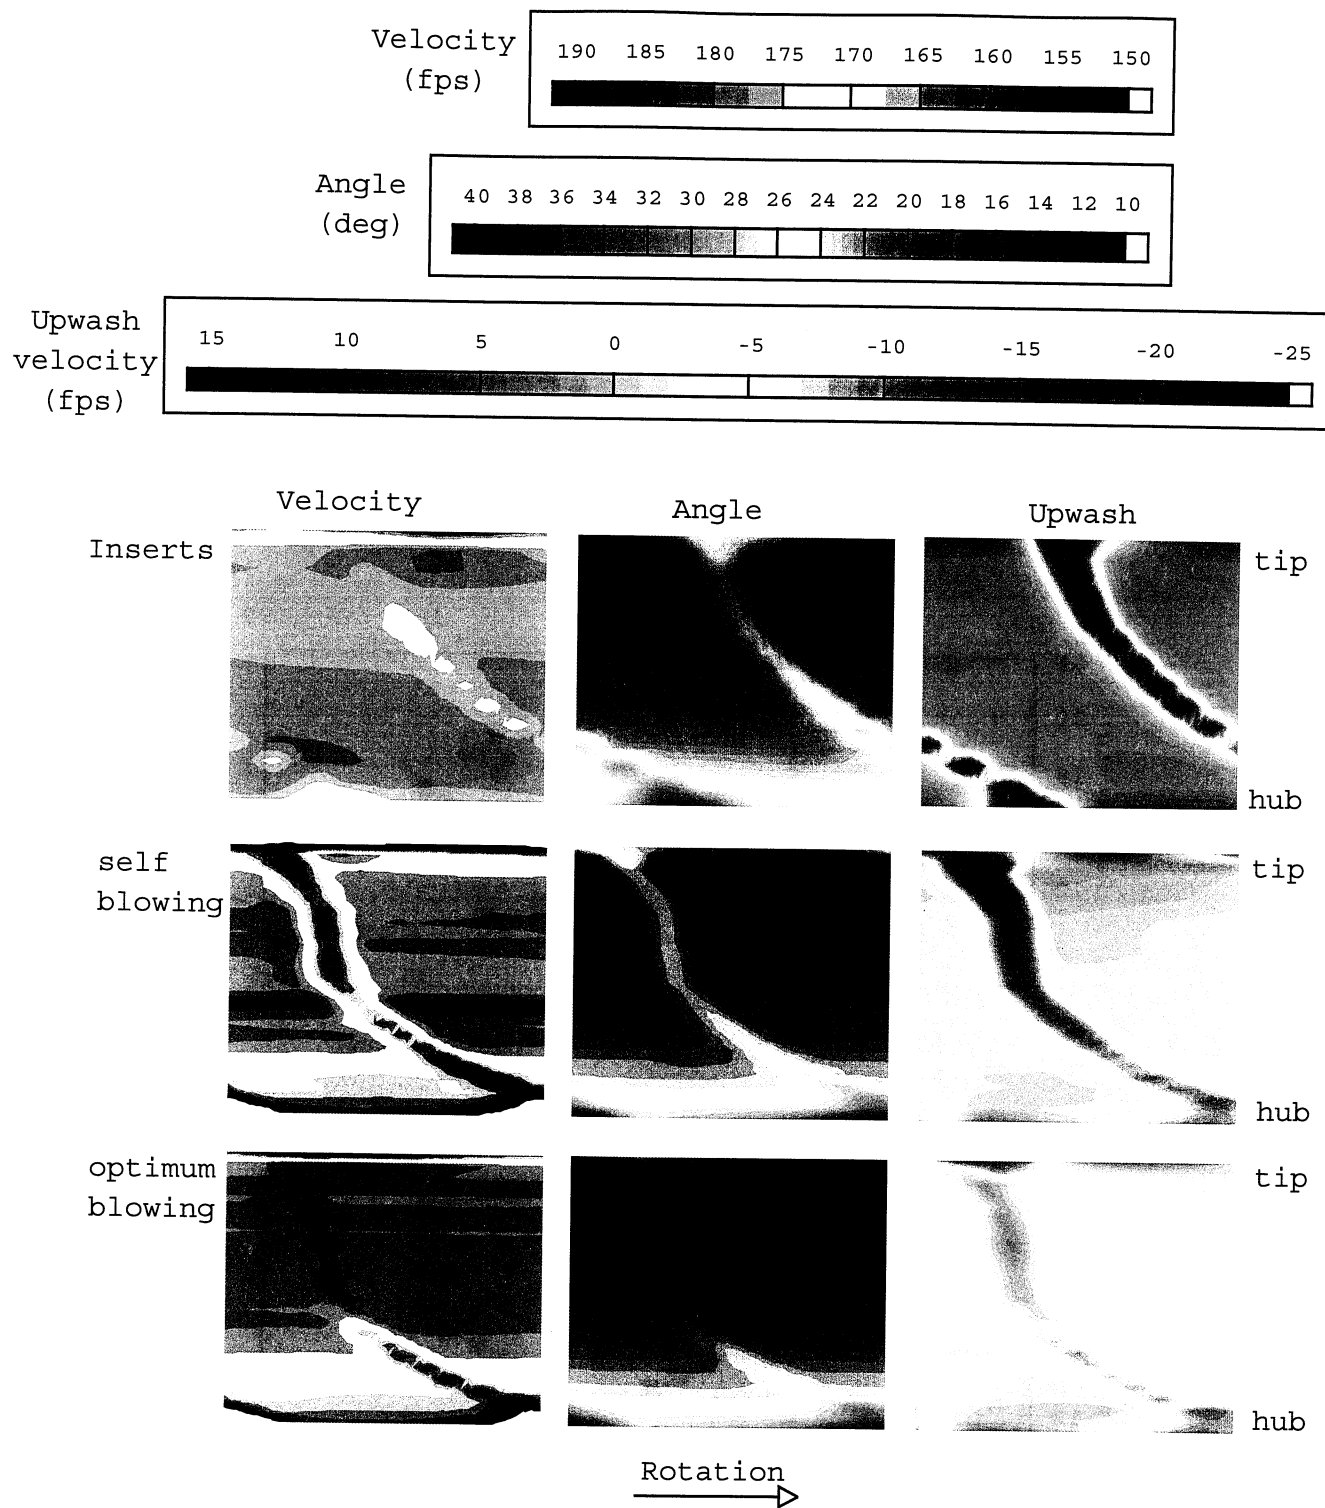 Velocity
(fps)
190 185 180 175 170 165 160 155 150
Angle
(deg)
40 38 36 34 32 30 28 26 24 22 20 18 16 14 12 10
Upwash
velocity
(fps)
15 10 5 0 -5 -10 -15 -20 -25
Velocity Angle Upwash
Inserts
tip
hub
self
blowing
tip
hub
optimum
blowing
tip
hub
Rotation